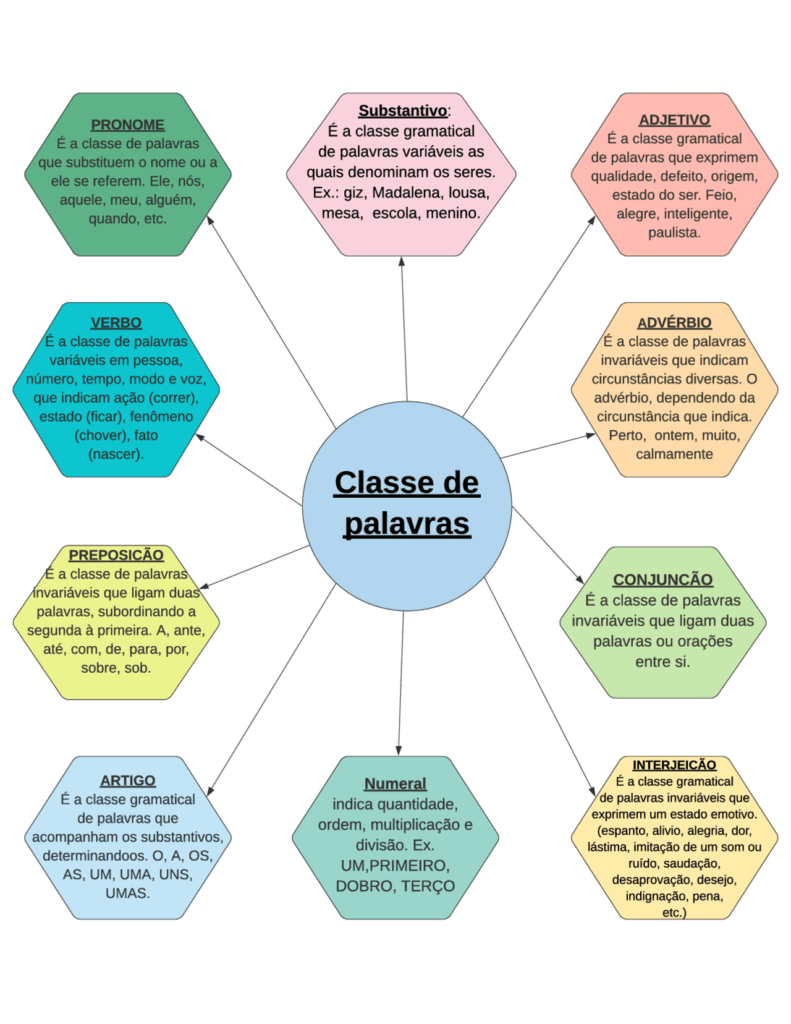 PRONOME
É a classe de palavras
que substituem o nome ou a
ele se referem. Ele, nós,
aquele, meu, alguém,
quando, etc.
Substantivo:
É a classe gramatical
de palavras variáveis as
quais denominam os seres.
Ex.: giz, Madalena, lousa,
mesa, escola, menino.
ADJETIVO
É a classe gramatical
de palavras que exprimem
qualidade, defeito, origem,
estado do ser. Feio,
alegre, inteligente,
paulista.
VERBO
É a classe de palavras
variáveis em pessoa,
número, tempo, modo e voz,
que indicam ação (correr),
estado (ficar), fenômeno
(chover), fato
(nascer).
ADVÉRBIO
É a classe de palavras
invariáveis que indicam
circunstâncias diversas. O
advérbio, dependendo da
circunstância que indica.
Perto, ontem, muito,
calmamente
Classe de
palavras
PREPOSICÃO
É a classe de palavras
invariáveis que ligam duas
palavras, subordinando a
segunda à primeira. A, ante,
até, com, de, para, por,
sobre, sob.
CONJUNCÃO
É a classe de palavras
invariáveis que ligam duas
palavras ou orações
entre si.
ARTIGO
É a classe gramatical
de palavras que
acompanham os substantivos,
determinandoos. O, A, OS,
AS, UM, UMA, UNS,
UMAS.
Numeral
indica quantidade,
ordem, multiplicação e
divisão. Ex.
UM,PRIMEIRO,
DOBRO, TERÇO
INTERJEICÃO
É a classe gramatical
de palavras invariáveis que
exprimem um estado emotivo.
(espanto, alivio, alegria, dor,
lástima, imitação de um som ou
ruído, saudação,
desaprovação, desejo,
indignação, pena,
etc.)